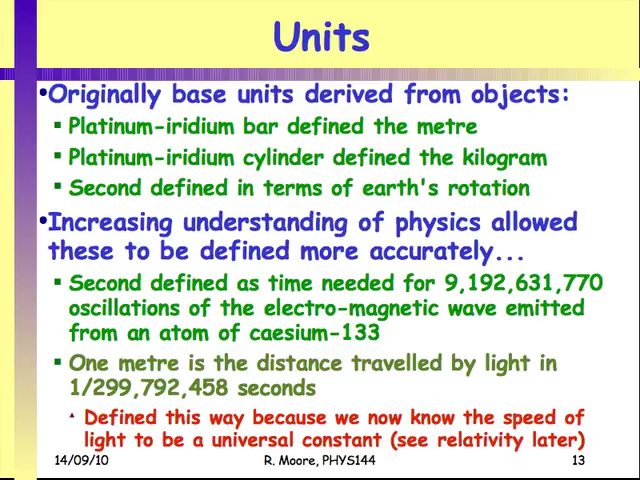 Units
•Originally base units derived from objects:
▪ Platinum-iridium bar defined the metre
▪ Platinum-iridium cylinder defined the kilogram
▪ Second defined in terms of earth's rotation
•Increasing understanding of physics allowed
these to be defined more accurately...
▪ Second defined as time needed for 9,192,631,770
oscillations of the electro-magnetic wave emitted
from an atom of caesium-133
▪ One metre is the distance travelled by light in
1/299,792,458 seconds
▴ Defined this way because we now know the speed of
light to be a universal constant (see relativity later)
14/09/10 R. Moore, PHYS144 13